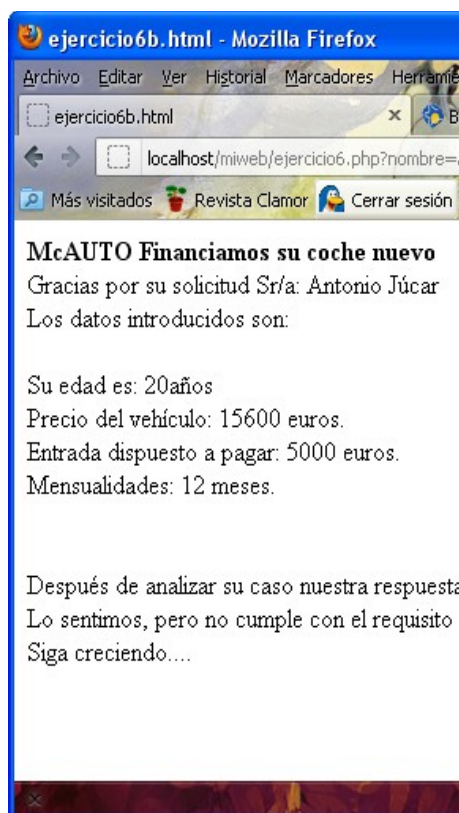 ejercicio6b.html - Mozilla Firefox
Archivo Editar Ver Historial Marcadores
ejercicio6b.html
localhost/miweb/ejercicio6.php?nombre=
Más visitados Revista Clamor Cerrar sesión
McAUTO Financiamos su coche nuevo
Gracias por su solicitud Sr/a: Antonio Júcar
Los datos introducidos son:
Su edad es: 20años
Precio del vehículo: 15600 euros.
Entrada dispuesto a pagar: 5000 euros.
Mensualidades: 12 meses.
Después de analizar su caso nuestra respuesta
Lo sentimos, pero no cumple con el requisito
Siga creciendo....